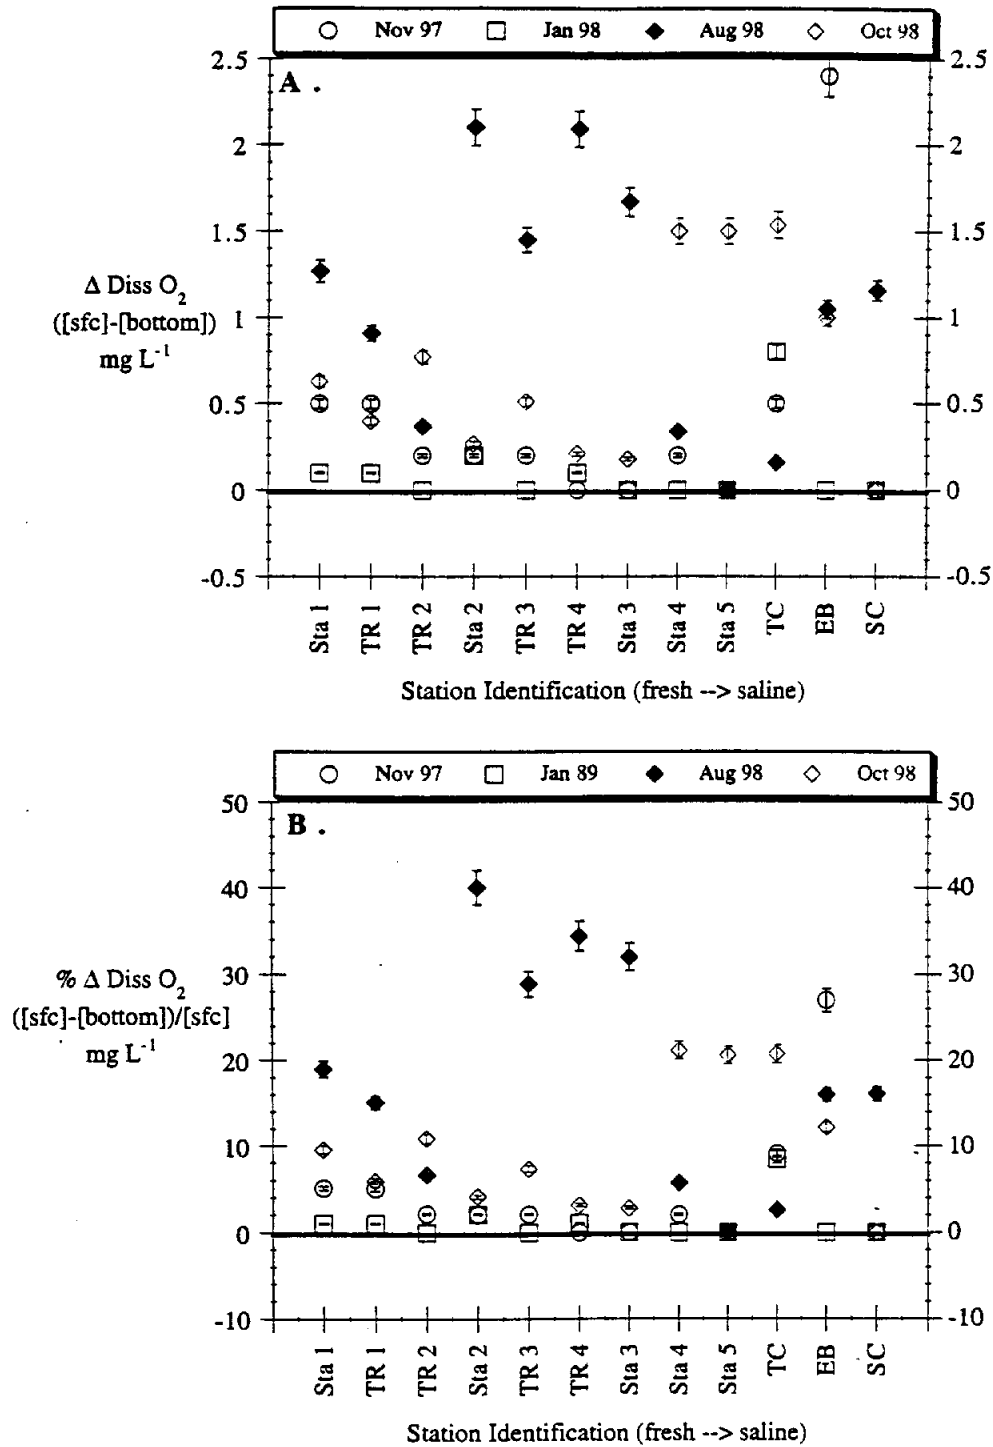 Nov 97 Jan 98 Aug 98 Oct 98
A .
2.5 2.5
2 2
1.5 1.5
Δ Diss O2
([sfc]-[bottom]) 1 1
mg L-1
0.5 0.5
0 0
-0.5 -0.5
Sta 1 TR 1 TR 2 Sta 2 TR 3 TR 4 Sta 3 Sta 4 Sta 5 TC EB SC
Station Identification (fresh --> saline)
Nov 97 Jan 89 Aug 98 Oct 98
50 50
B .
40 40
30 30
% Δ Diss O2
([sfc]-[bottom])/[sfc]
mg L-1
20 20
10 10
0 0
-10 -10
Sta 1 TR 1 TR 2 Sta 2 TR 3 TR 4 Sta 3 Sta 4 Sta 5 TC EB SC
Station Identification (fresh --> saline)